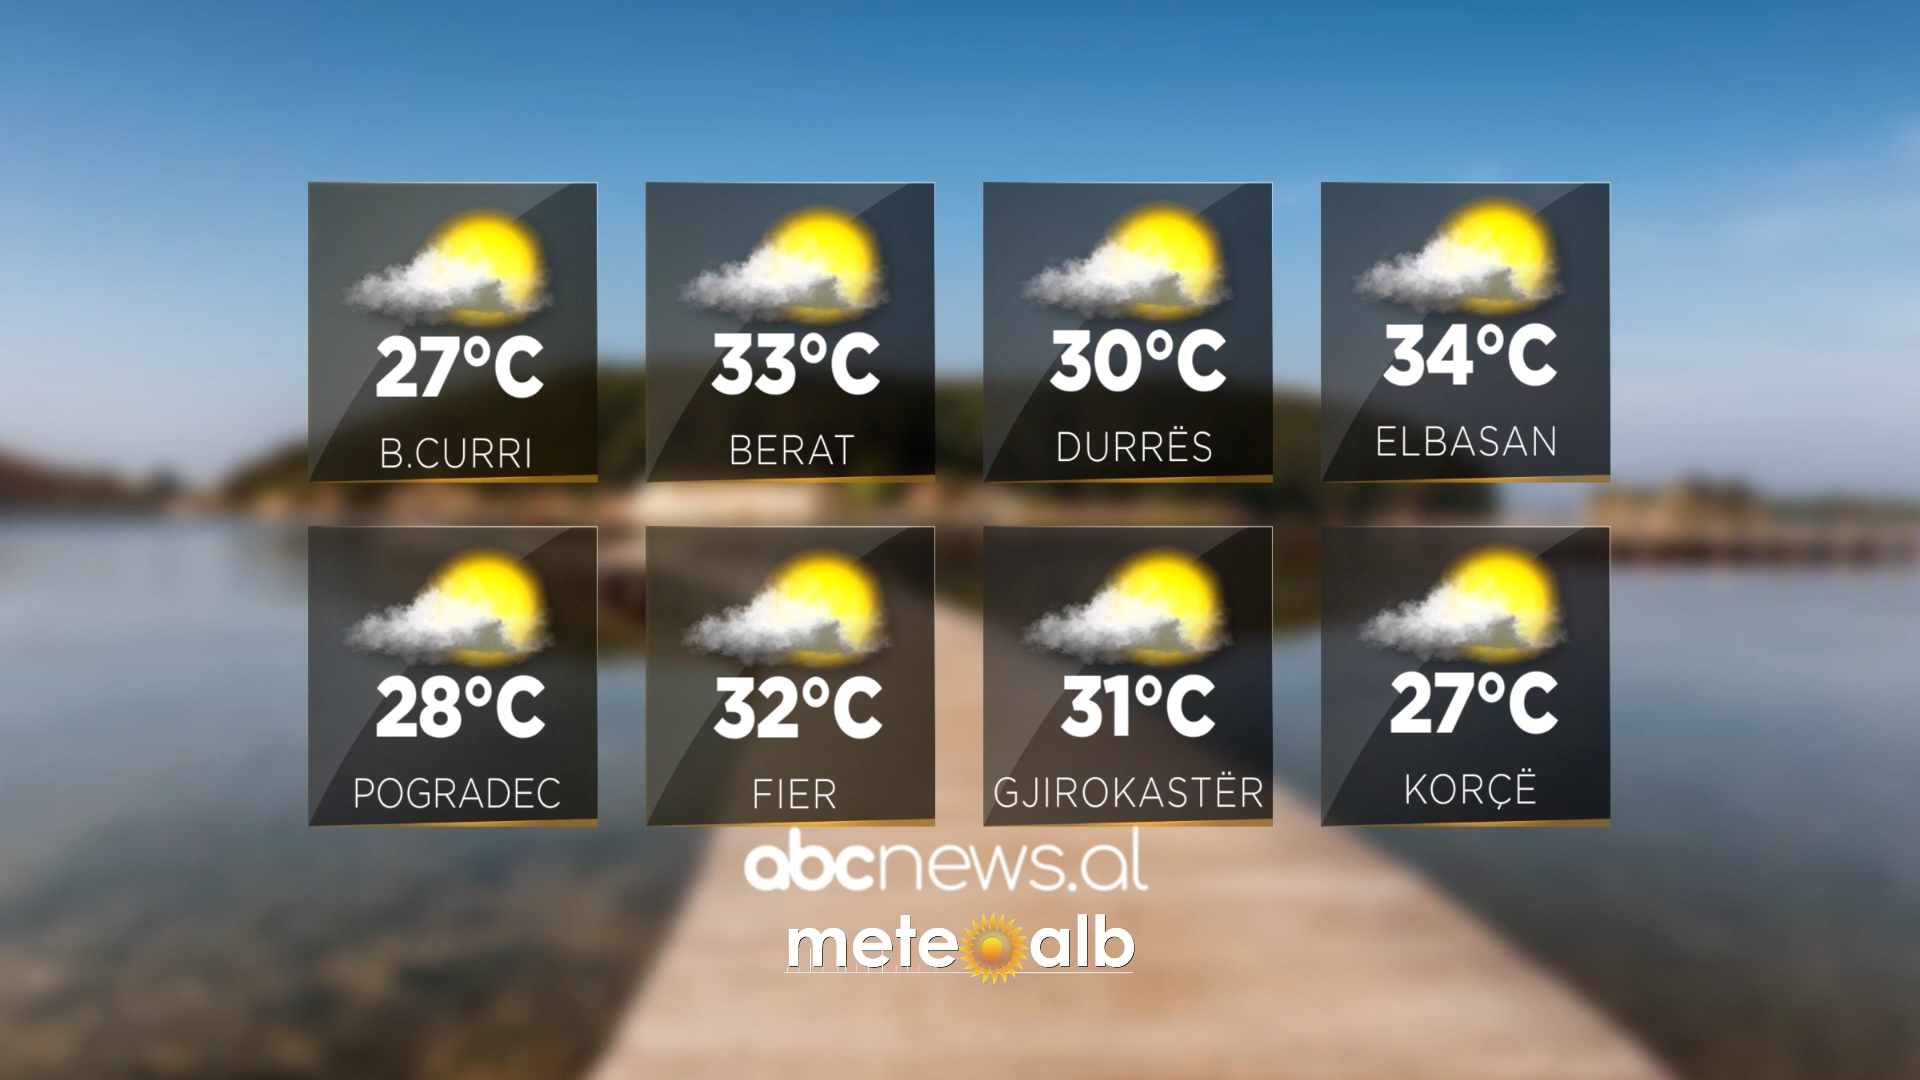 27°C
B.CURRI
33°C
BERAT
30°C
DURRËS
34°C
ELBASAN
28°C
POGRADEC
32°C
FIER
31°C
GJIROKASTËR
27°C
KORÇË
abcnews.al
meteoalb